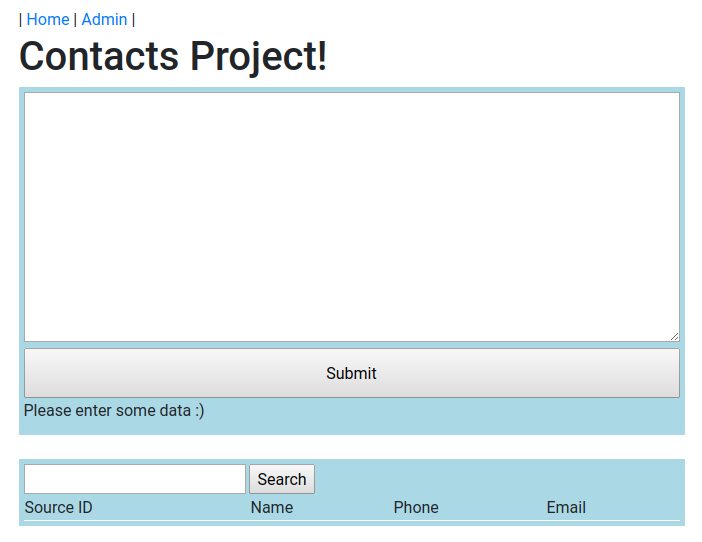 | Home | Admin |
Contacts Project!
Submit
Please enter some data :)
Search
Source ID Name Phone Email